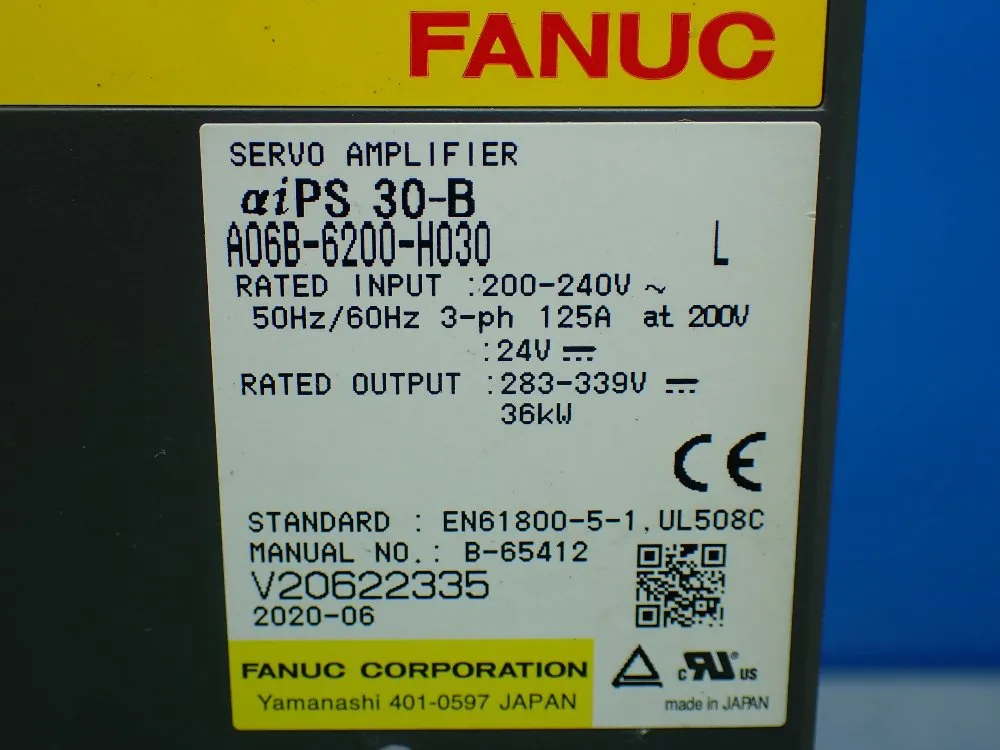 FANUC
SERVO AMPLIFIER
αiPS 30-B
A06B-6200-H030 L
RATED INPUT :200-240V ~
50Hz/60Hz 3-ph 125A at 200V
:24V ⎓
RATED OUTPUT :283-339V ⎓
36kW
CE
STANDARD : EN61800-5-1,UL508C
MANUAL NO.: B-65412
V20622335
2020-06
FANUC CORPORATION
Yamanashi 401-0597 JAPAN
c RU® US
made in JAPAN